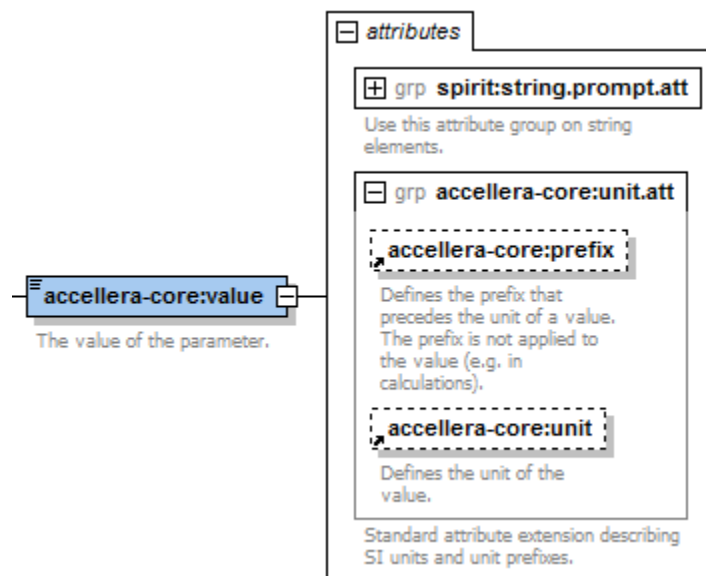 attributes
grp spirit:string.prompt.att
Use this attribute group on string
elements.
grp accellera-core:unit.att
accellera-core:prefix
Defines the prefix that
precedes the unit of a value.
The prefix is not applied to
the value (e.g. in
calculations).
accellera-core:value
The value of the parameter.
accellera-core:unit
Defines the unit of the
value.
Standard attribute extension describing
SI units and unit prefixes.